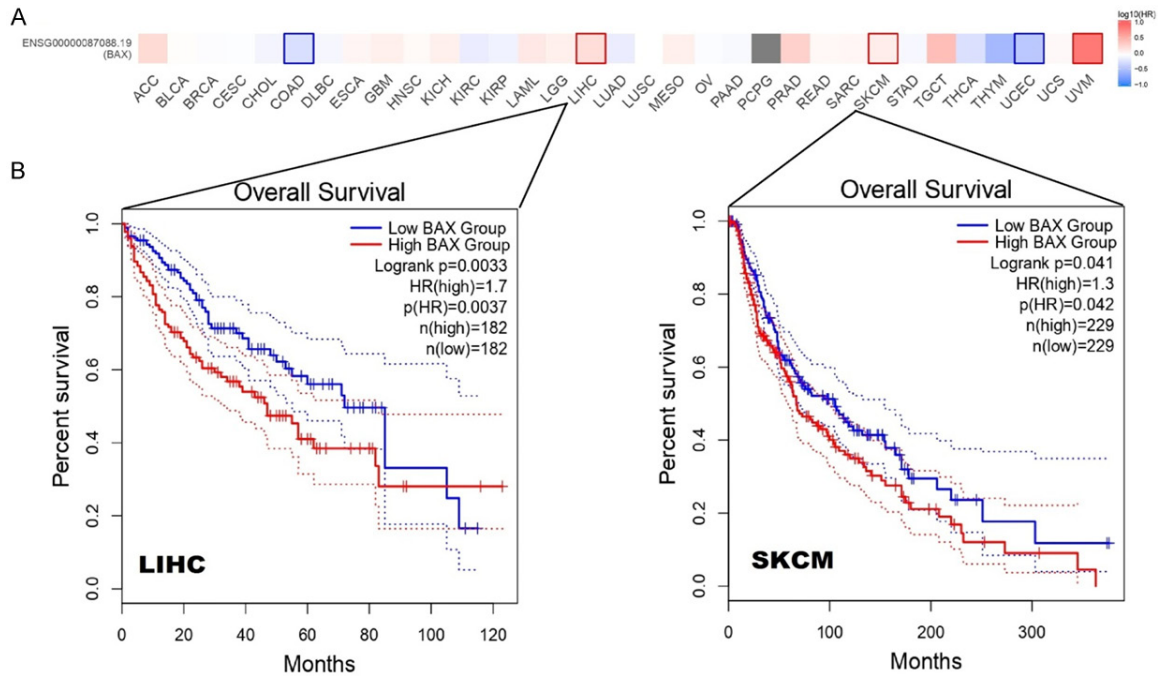 A
ENSG00000087088.19
(BAX)
log10(HR)
1.0
0.5
0.0
−0.5
−1.0
ACC BLCA BRCA CESC CHOL COAD DLBC ESCA GBM HNSC KICH KIRC KIRP LAML LGG LIHC LUAD LUSC MESO OV PAAD PCPG PRAD READ SARC SKCM STAD TGCT THCA THYM UCEC UCS UVM
B
Overall Survival
Low BAX Group
High BAX Group
Logrank p=0.0033
HR(high)=1.7
p(HR)=0.0037
n(high)=182
n(low)=182
Percent survival
1.0
0.8
0.6
0.4
0.2
0.0
LIHC
0 20 40 60 80 100 120
Months
Overall Survival
Low BAX Group
High BAX Group
Logrank p=0.041
HR(high)=1.3
p(HR)=0.042
n(high)=229
n(low)=229
Percent survival
1.0
0.8
0.6
0.4
0.2
0.0
SKCM
0 100 200 300
Months